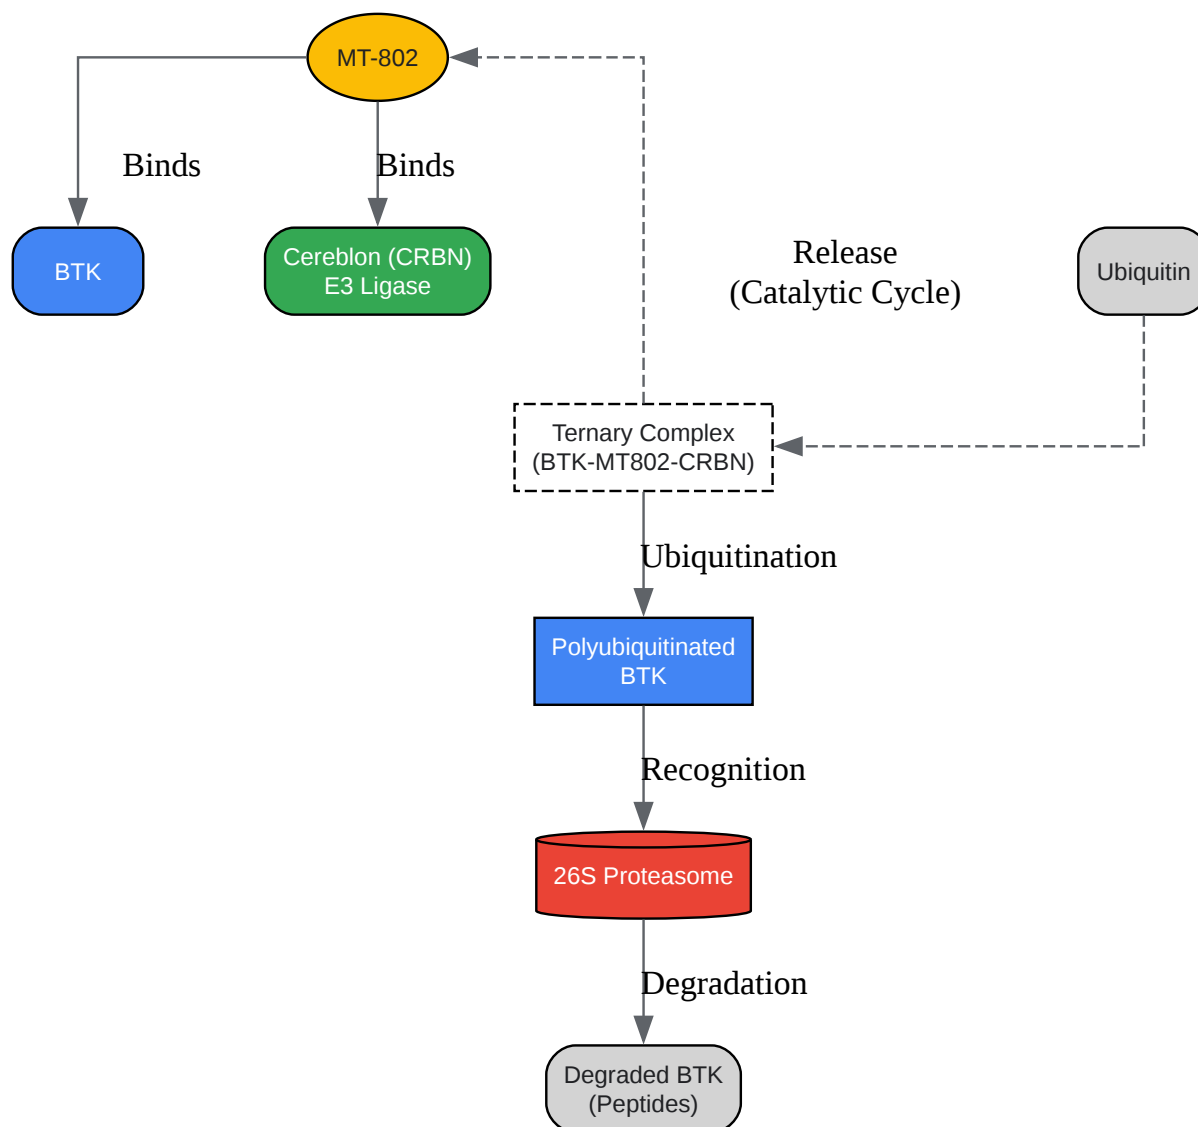 MT-802
Binds
Binds
BTK
Cereblon (CRBN)
E3 Ligase
Release
(Catalytic Cycle)
Ubiquitin
Ternary Complex
(BTK-MT802-CRBN)
Ubiquitination
Polyubiquitinated
BTK
Recognition
26S Proteasome
Degradation
Degraded BTK
(Peptides)